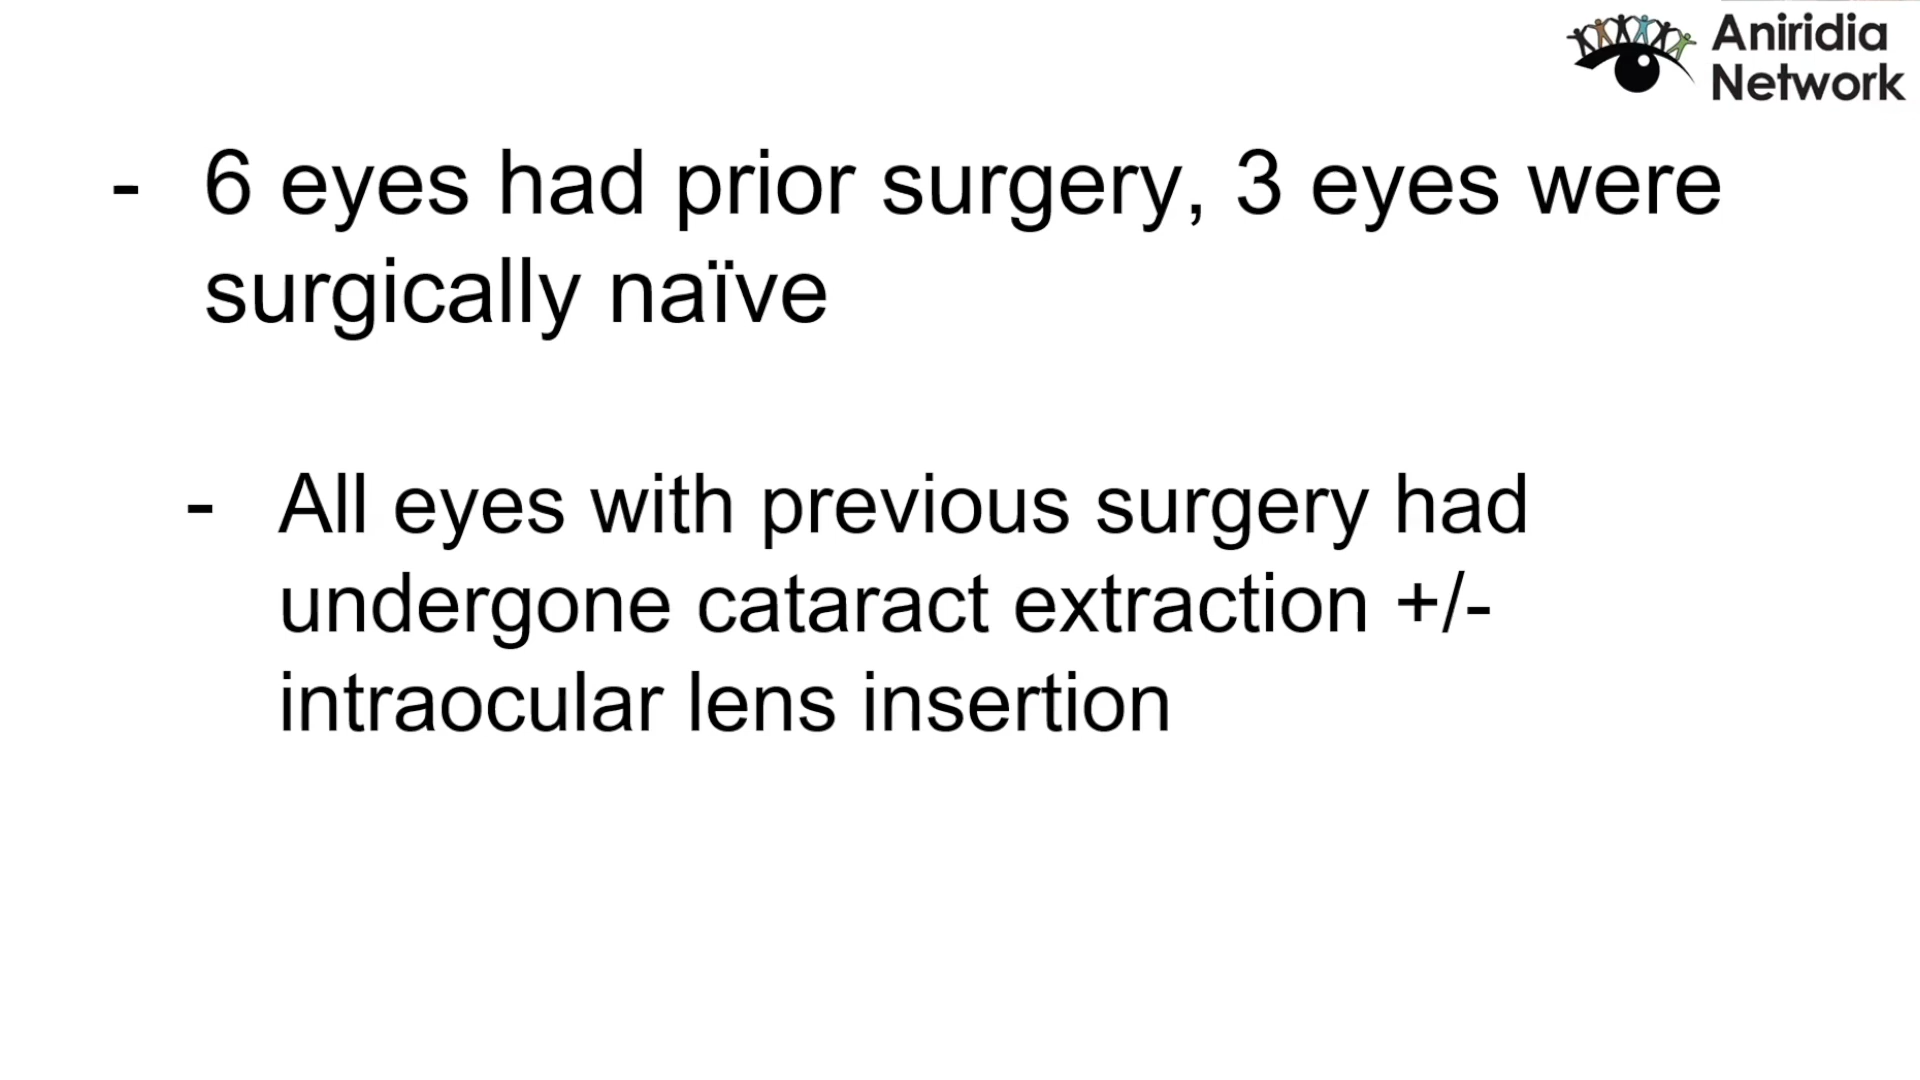 Aniridia
Network
- 6 eyes had prior surgery, 3 eyes were
surgically naïve
- All eyes with previous surgery had
undergone cataract extraction +/-
intraocular lens insertion